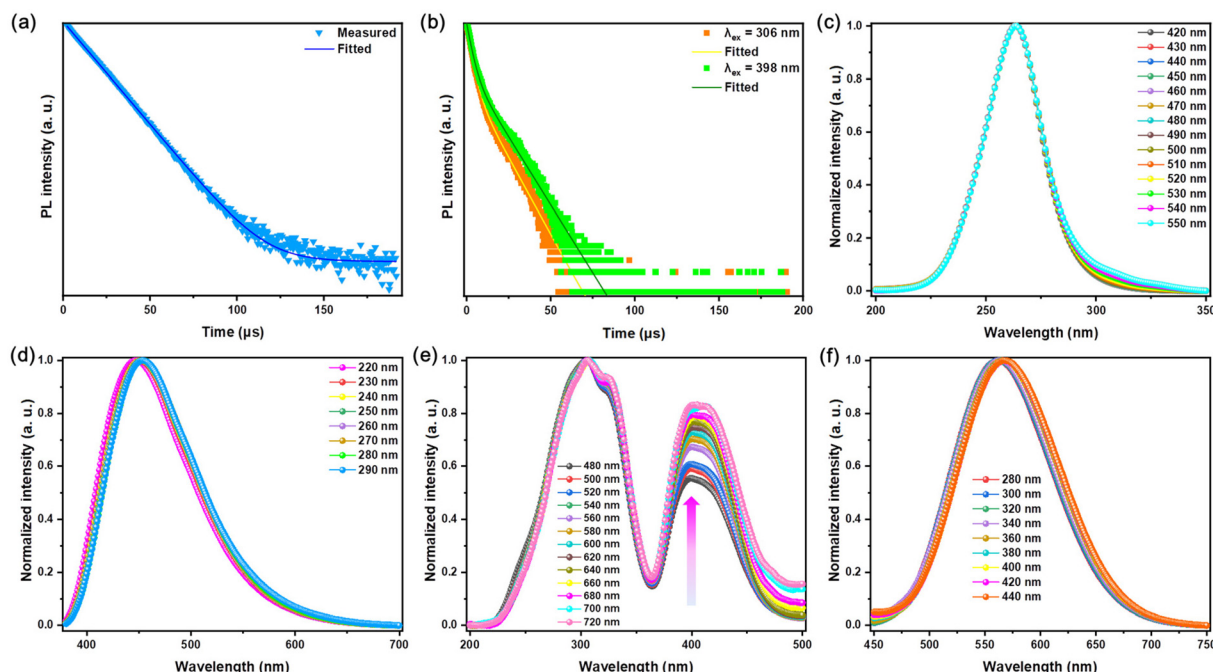 (a)
Measured
Fitted
PL intensity (a. u.)
0
50
100
150
Time (µs)
(b)
λex = 306 nm
Fitted
λex = 398 nm
Fitted
PL intensity (a. u.)
0
50
100
150
200
Time (µs)
(c)
420 nm
430 nm
440 nm
450 nm
460 nm
470 nm
480 nm
490 nm
500 nm
510 nm
520 nm
530 nm
540 nm
550 nm
Normalized intensity (a. u.)
1.0
0.8
0.6
0.4
0.2
0.0
200
250
300
350
Wavelength (nm)
(d)
220 nm
230 nm
240 nm
250 nm
260 nm
270 nm
280 nm
290 nm
Normalized intensity (a. u.)
1.0
0.8
0.6
0.4
0.2
0.0
400
500
600
700
Wavelength (nm)
(e)
480 nm
500 nm
520 nm
540 nm
560 nm
580 nm
600 nm
620 nm
640 nm
660 nm
680 nm
700 nm
720 nm
Normalized intensity (a. u.)
1.0
0.8
0.6
0.4
0.2
0.0
200
300
400
500
Wavelength (nm)
(f)
280 nm
300 nm
320 nm
340 nm
360 nm
380 nm
400 nm
420 nm
440 nm
Normalized intensity (a. u.)
1.0
0.8
0.6
0.4
0.2
0.0
450
500
550
600
650
700
750
Wavelength (nm)